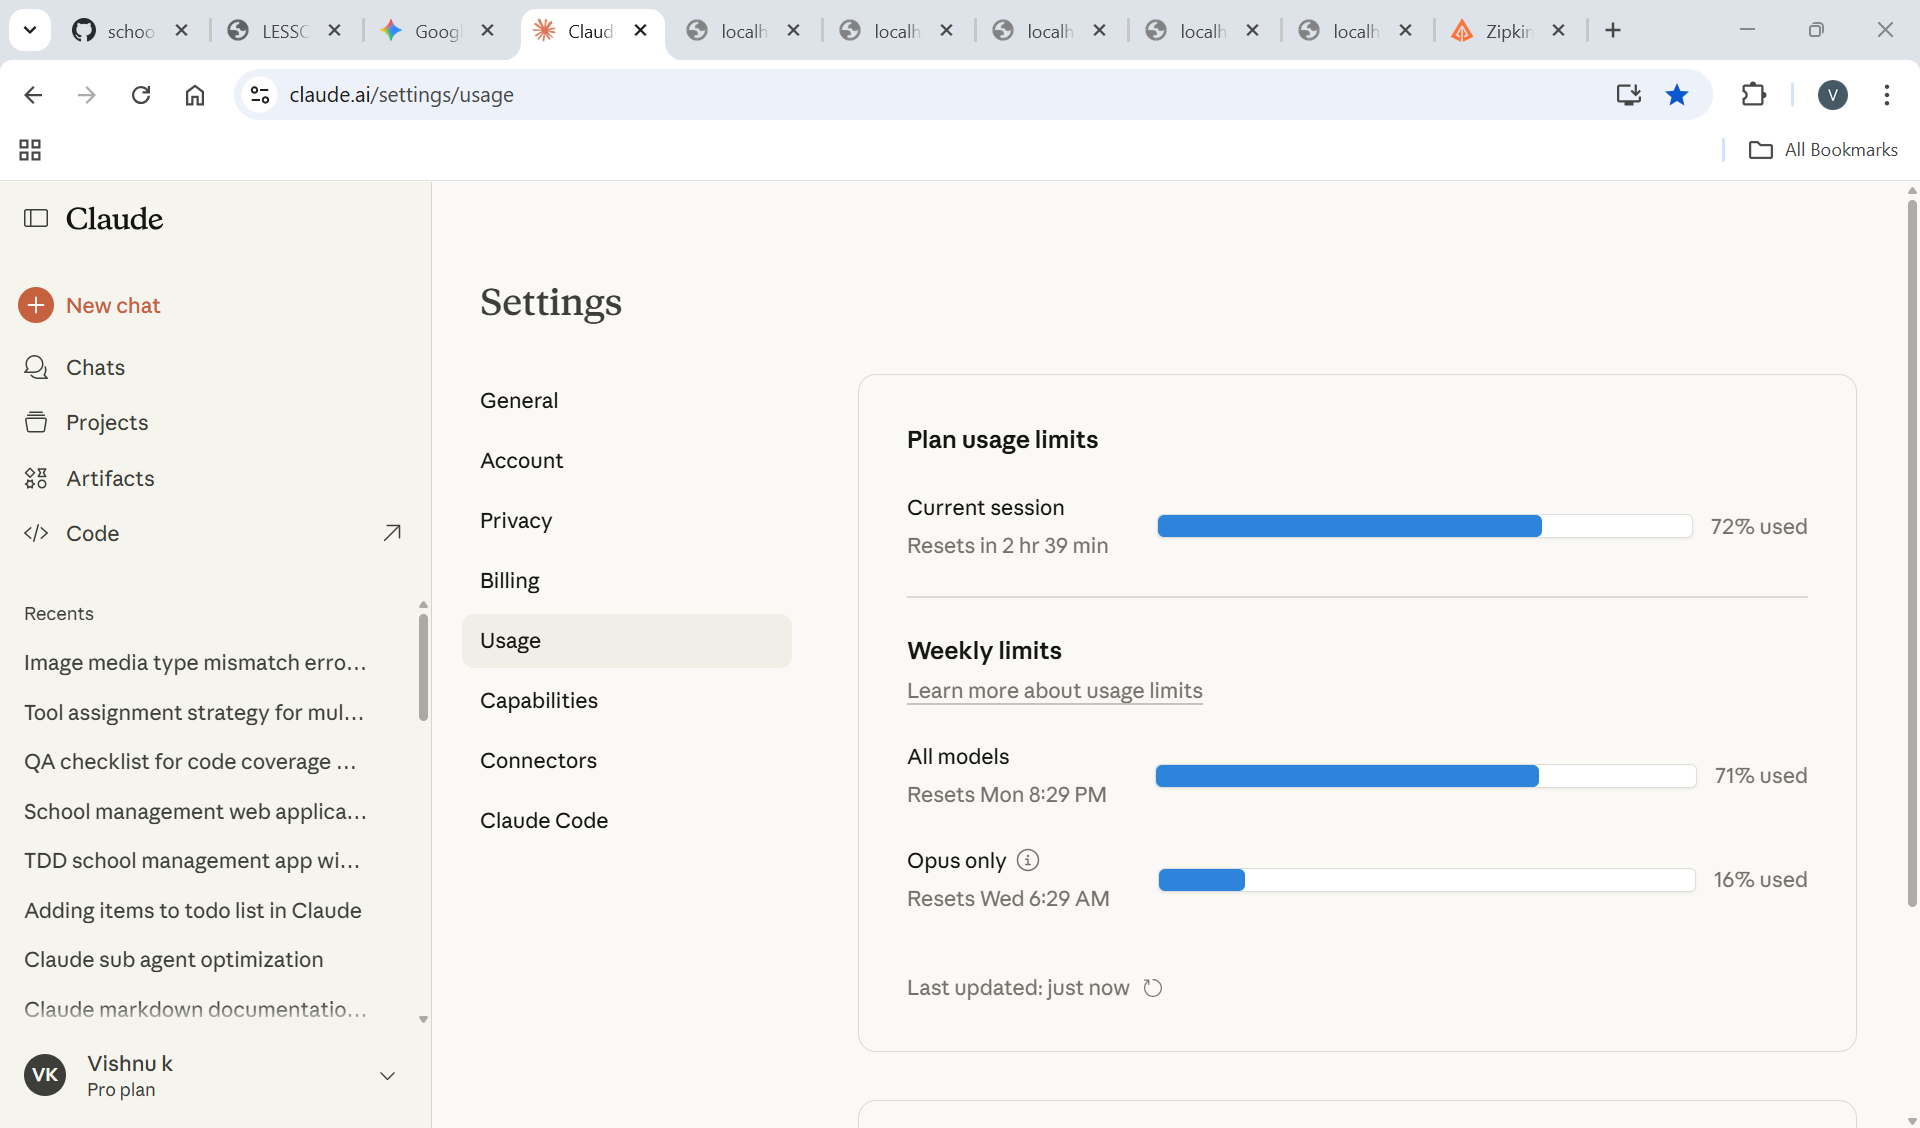 schoo
LESSC
Googl
Claud
localh
localh
localh
localh
localh
Zipkin
claude.ai/settings/usage
V
All Bookmarks
Claude
New chat
Chats
Projects
Artifacts
Code
Recents
Image media type mismatch erro...
Tool assignment strategy for mul...
QA checklist for code coverage ...
School management web applica...
TDD school management app wi...
Adding items to todo list in Claude
Claude sub agent optimization
Claude markdown documentatio...
VK
Vishnu k
Pro plan
Settings
General
Account
Privacy
Billing
Usage
Capabilities
Connectors
Claude Code
Plan usage limits
Current session
Resets in 2 hr 39 min
72% used
Weekly limits
Learn more about usage limits
All models
Resets Mon 8:29 PM
71% used
Opus only
Resets Wed 6:29 AM
16% used
Last updated: just now